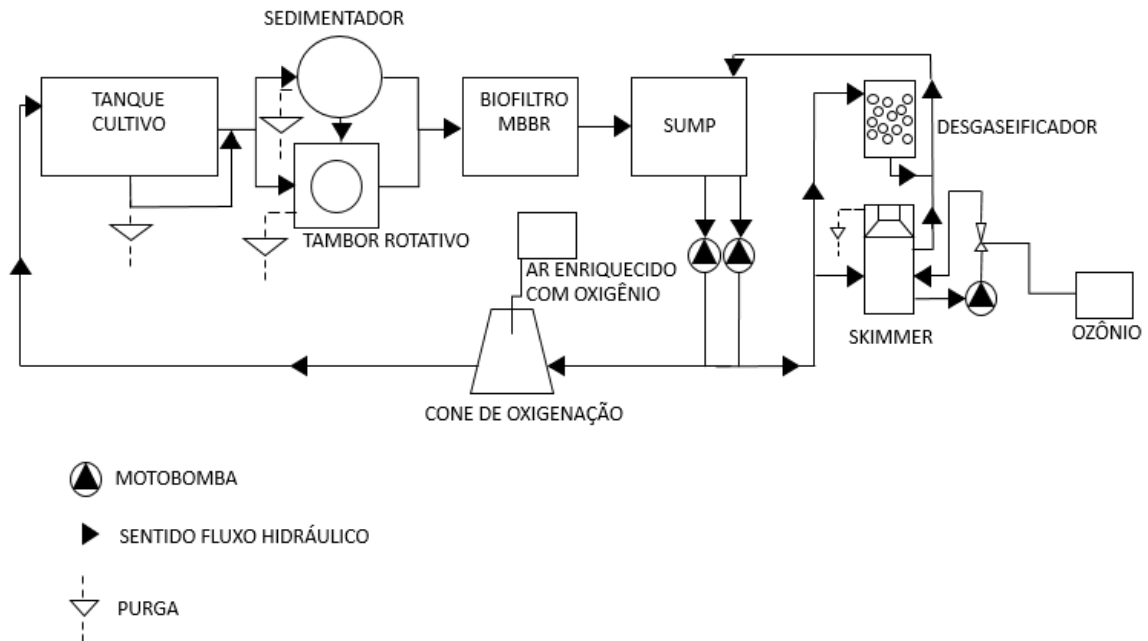 SEDIMENTADOR
TANQUE
CULTIVO
BIOFILTRO
MBBR
SUMP
DESGASEIFICADOR
TAMBOR ROTATIVO
AR ENRIQUECIDO
COM OXIGÊNIO
SKIMMER
OZÔNIO
CONE DE OXIGENAÇÃO
MOTOBOMBA
SENTIDO FLUXO HIDRÁULICO
PURGA